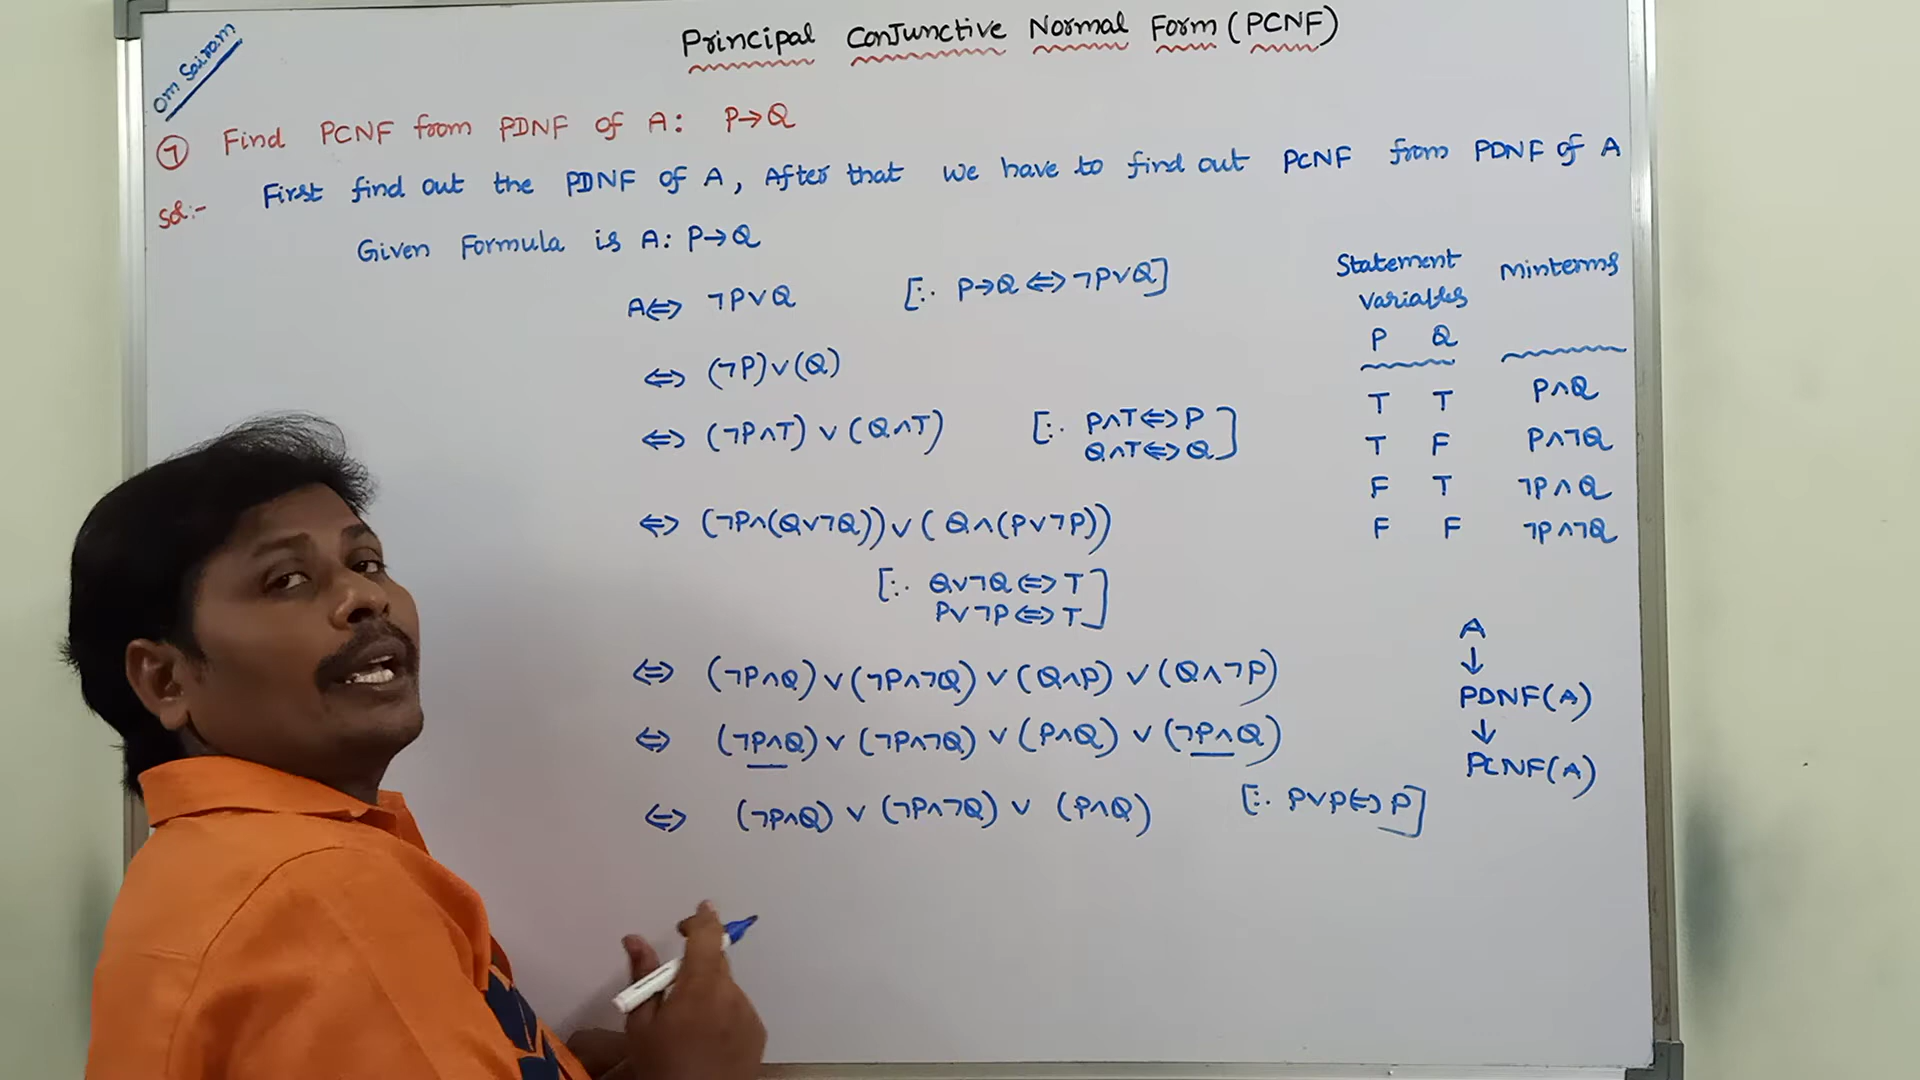 Om Sairam
Principal Conjunctive Normal Form (PCNF)
⑦ Find PCNF from PDNF of A: P→Q
Sol:- First find out the PDNF of A, After that we have to find out PCNF from PDNF of A
Given Formula is A: P→Q
A⇔ ¬P∨Q [∵ P→Q⇔¬P∨Q]
⇔ (¬P)∨(Q)
⇔ (¬P∧T) ∨ (Q∧T) [∵ P∧T⇔P
Q∧T⇔Q]
⇔ (¬P∧(Q∨¬Q))∨( Q∧(P∨¬P))
[∵ Q∨¬Q⇔T
P∨¬P⇔T]
⇔ (¬P∧Q) ∨(¬P∧¬Q) ∨ (Q∧P) ∨ (Q∧¬P)
⇔ (¬P∧Q) ∨ (¬P∧¬Q) ∨ (P∧Q) ∨ (¬P∧Q)
⇔ (¬P∧Q) ∨ (¬P∧¬Q) ∨ (P∧Q) [∵ P∨P⇔P]
Statement Minterms
Variables
P Q
T T P∧Q
T F P∧¬Q
F T ¬P∧Q
F F ¬P∧¬Q
A
↓
PDNF(A)
↓
PCNF(A)